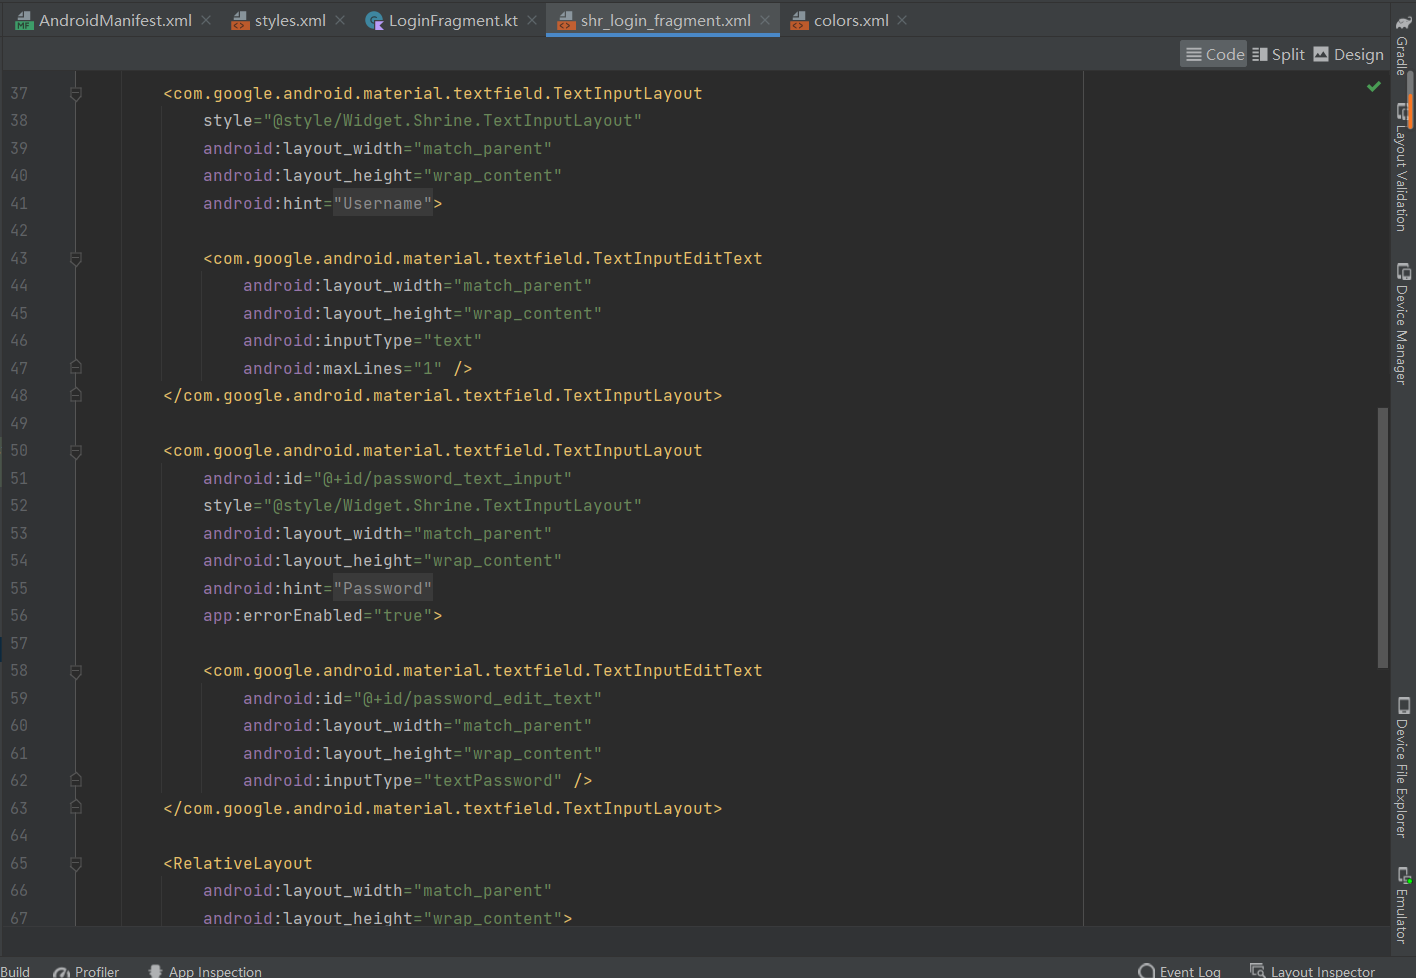 AndroidManifest.xml
styles.xml
LoginFragment.kt
shr_login_fragment.xml
colors.xml
Code
Split
Design
37 <com.google.android.material.textfield.TextInputLayout
38 style="@style/Widget.Shrine.TextInputLayout"
39 android:layout_width="match_parent"
40 android:layout_height="wrap_content"
41 android:hint="Username">
42
43 <com.google.android.material.textfield.TextInputEditText
44 android:layout_width="match_parent"
45 android:layout_height="wrap_content"
46 android:inputType="text"
47 android:maxLines="1" />
48 </com.google.android.material.textfield.TextInputLayout>
49
50 <com.google.android.material.textfield.TextInputLayout
51 android:id="@+id/password_text_input"
52 style="@style/Widget.Shrine.TextInputLayout"
53 android:layout_width="match_parent"
54 android:layout_height="wrap_content"
55 android:hint="Password"
56 app:errorEnabled="true">
57
58 <com.google.android.material.textfield.TextInputEditText
59 android:id="@+id/password_edit_text"
60 android:layout_width="match_parent"
61 android:layout_height="wrap_content"
62 android:inputType="textPassword" />
63 </com.google.android.material.textfield.TextInputLayout>
64
65 <RelativeLayout
66 android:layout_width="match_parent"
67 android:layout_height="wrap_content">
Gradle
Layout Validation
Device Manager
Device File Explorer
Emulator
Build
Profiler
App Inspection
Event Log
Layout Inspector